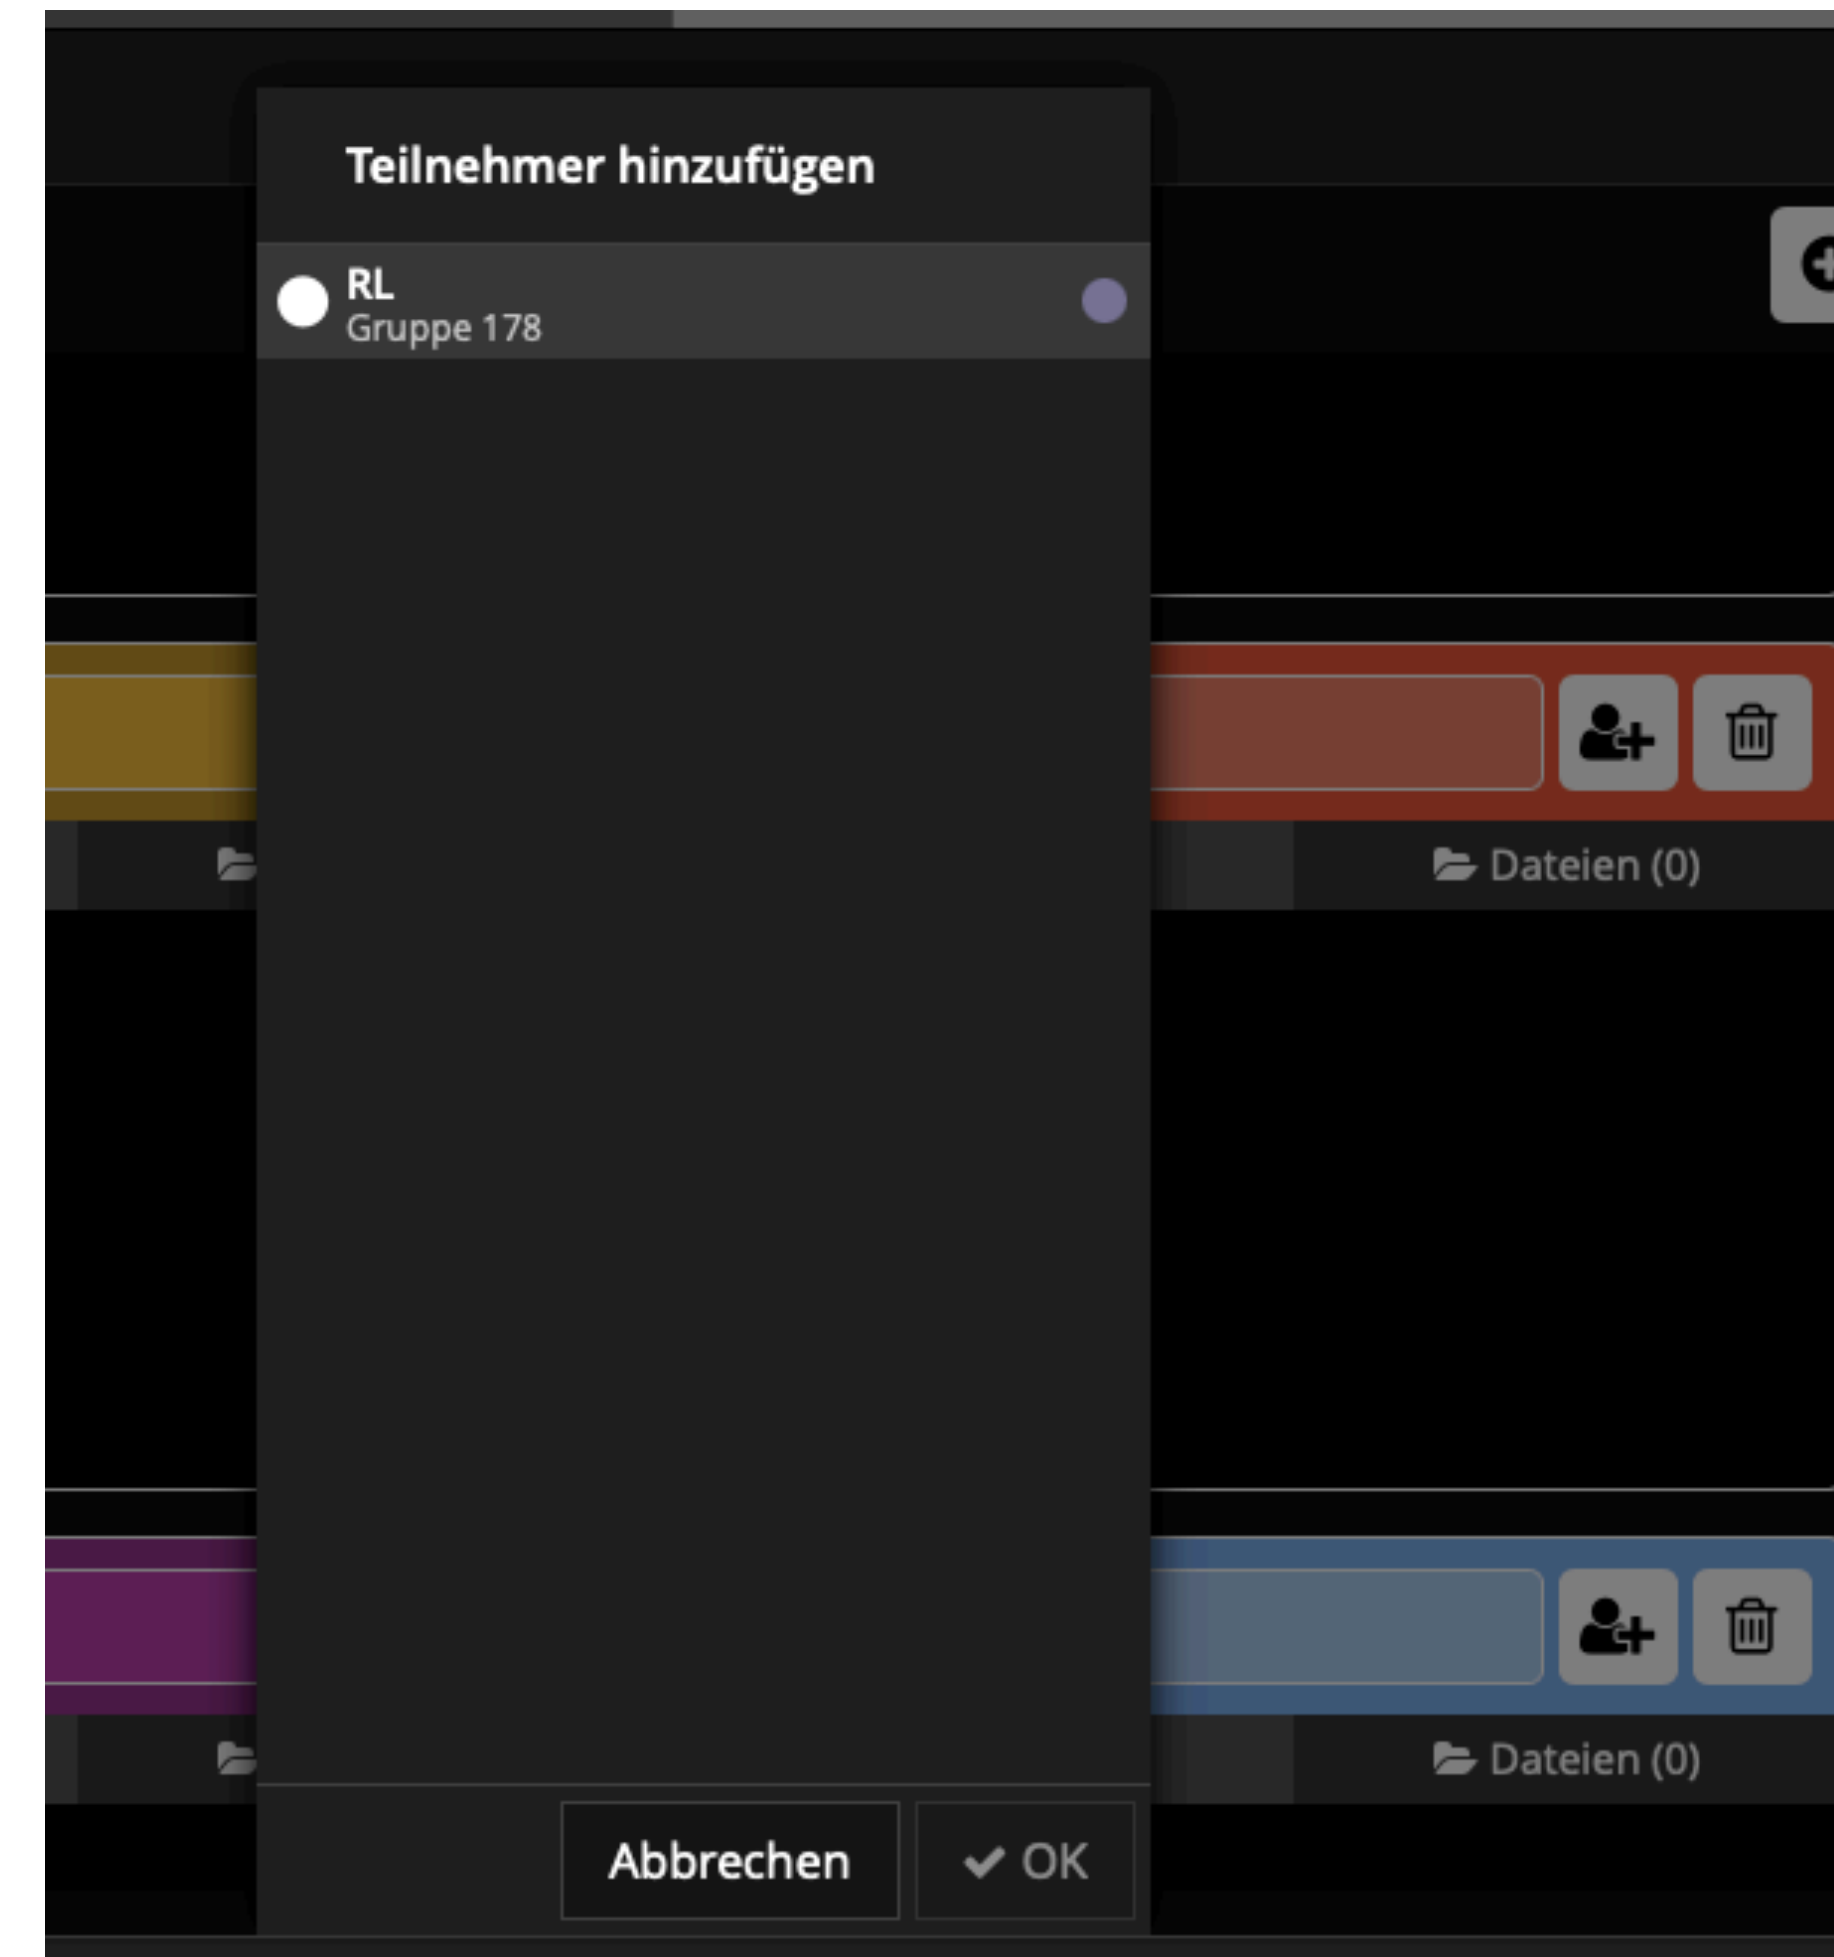 Teilnehmer hinzufügen
RL
Gruppe 178
Dateien (0)
Dateien (0)
Abbrechen
OK